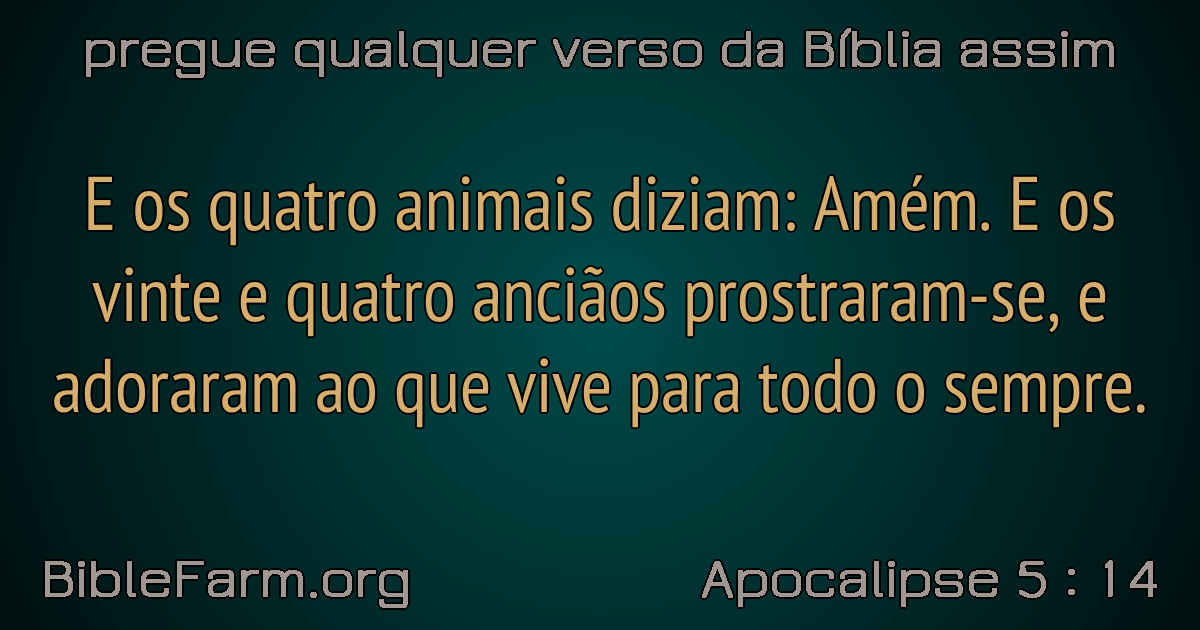 pregue qualquer verso da Bíblia assim
E os quatro animais diziam: Amém. E os
vinte e quatro anciãos prostraram-se, e
adoraram ao que vive para todo o sempre.
BibleFarm.org
Apocalipse 5 : 14